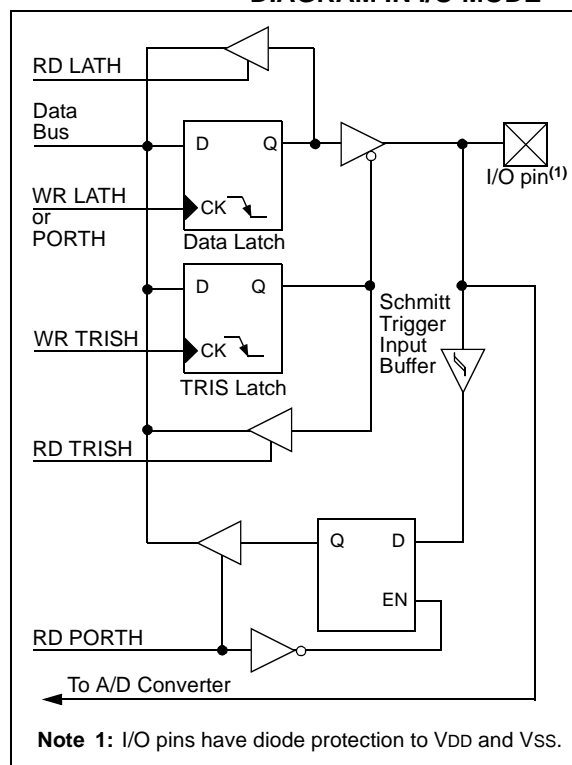 DIAGRAM IN I/O MODE
RD LATH
Data
Bus
D Q
I/O pin(1)
WR LATH
or
PORTH
CK
Data Latch
D Q
Schmitt
Trigger
Input
Buffer
WR TRISH
CK
TRIS Latch
RD TRISH
Q D
EN
RD PORTH
To A/D Converter
Note 1: I/O pins have diode protection to VDD and VSS.